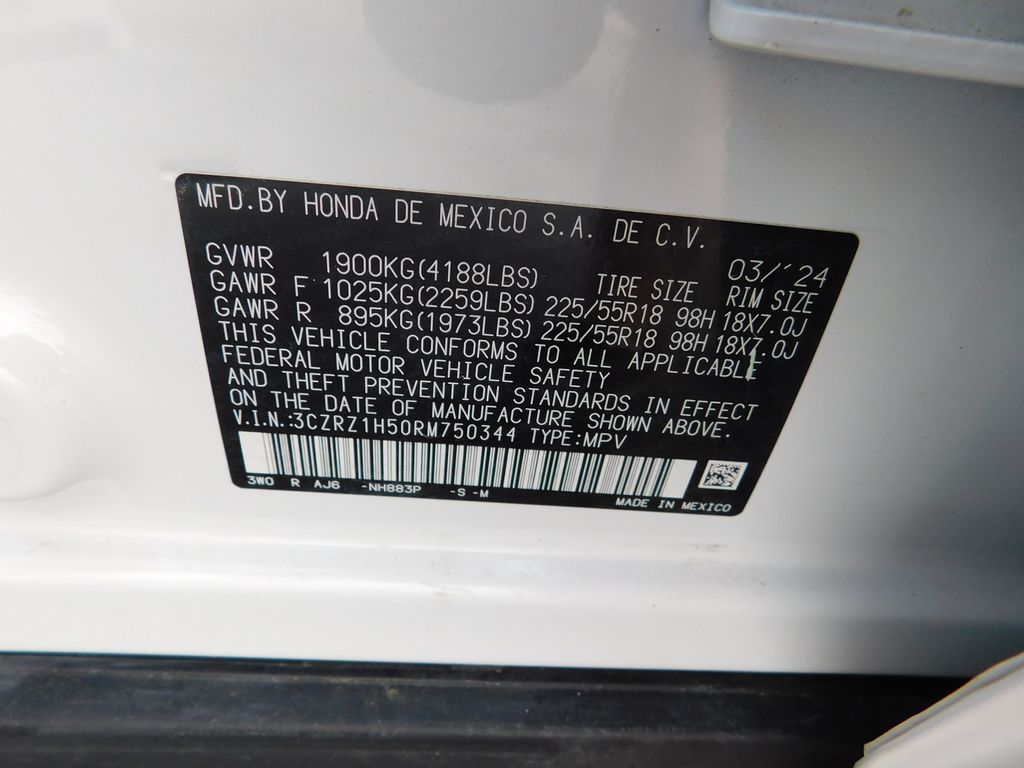 MFD.BY HONDA DE MEXICO S.A. DE C.V.
03/'24
GVWR 1900KG(4188LBS) TIRE SIZE RIM SIZE
GAWR F 1025KG(2259LBS) 225/55R18 98H 18X7.0J
GAWR R 895KG(1973LBS) 225/55R18 98H 18X7.0J
THIS VEHICLE CONFORMS TO ALL APPLICABLE
FEDERAL MOTOR VEHICLE SAFETY
AND THEFT PREVENTION STANDARDS IN EFFECT
ON THE DATE OF MANUFACTURE SHOWN ABOVE.
V.I.N.:3CZRZ1H50RM750344 TYPE:MPV
3WO R AJ6 -NH883P -S -M
MADE IN MEXICO